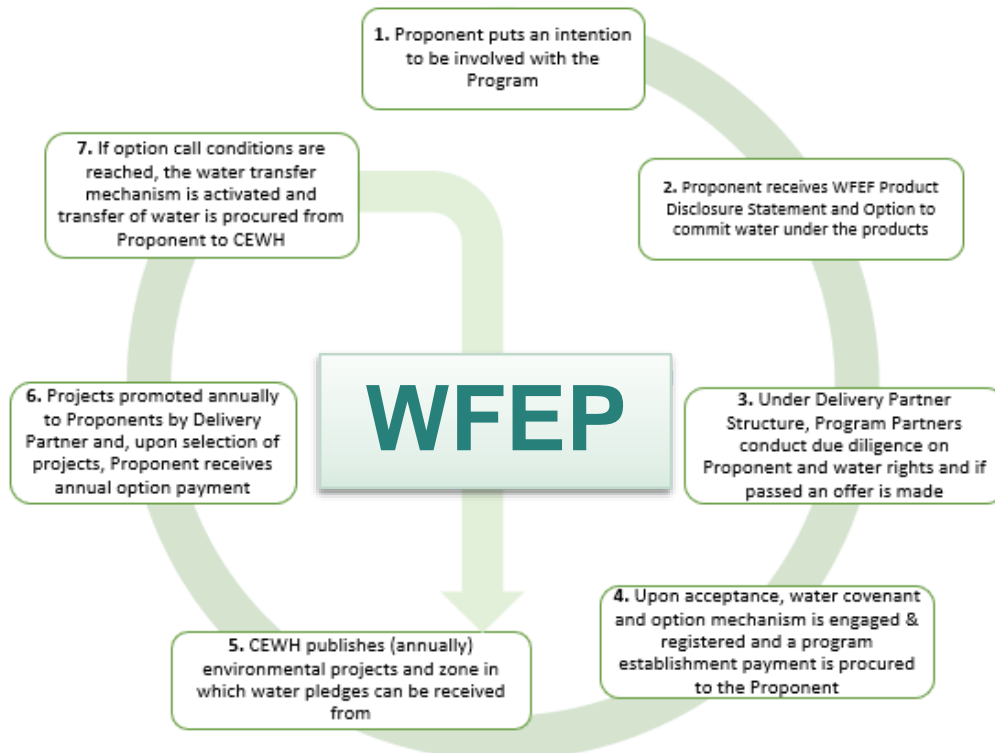 1. Proponent puts an intention
to be involved with the
Program
2. Proponent receives WFEF Product
Disclosure Statement and Option to
commit water under the products
3. Under Delivery Partner
Structure, Program Partners
conduct due diligence on
Proponent and water rights and if
passed an offer is made
4. Upon acceptance, water covenant
and option mechanism is engaged &
registered and a program
establishment payment is procured
to the Proponent
5. CEWH publishes (annually)
environmental projects and zone in
which water pledges can be received
from
6. Projects promoted annually
to Proponents by Delivery
Partner and, upon selection of
projects, Proponent receives
annual option payment
7. If option call conditions are
reached, the water transfer
mechanism is activated and
transfer of water is procured from
Proponent to CEWH
WFEP